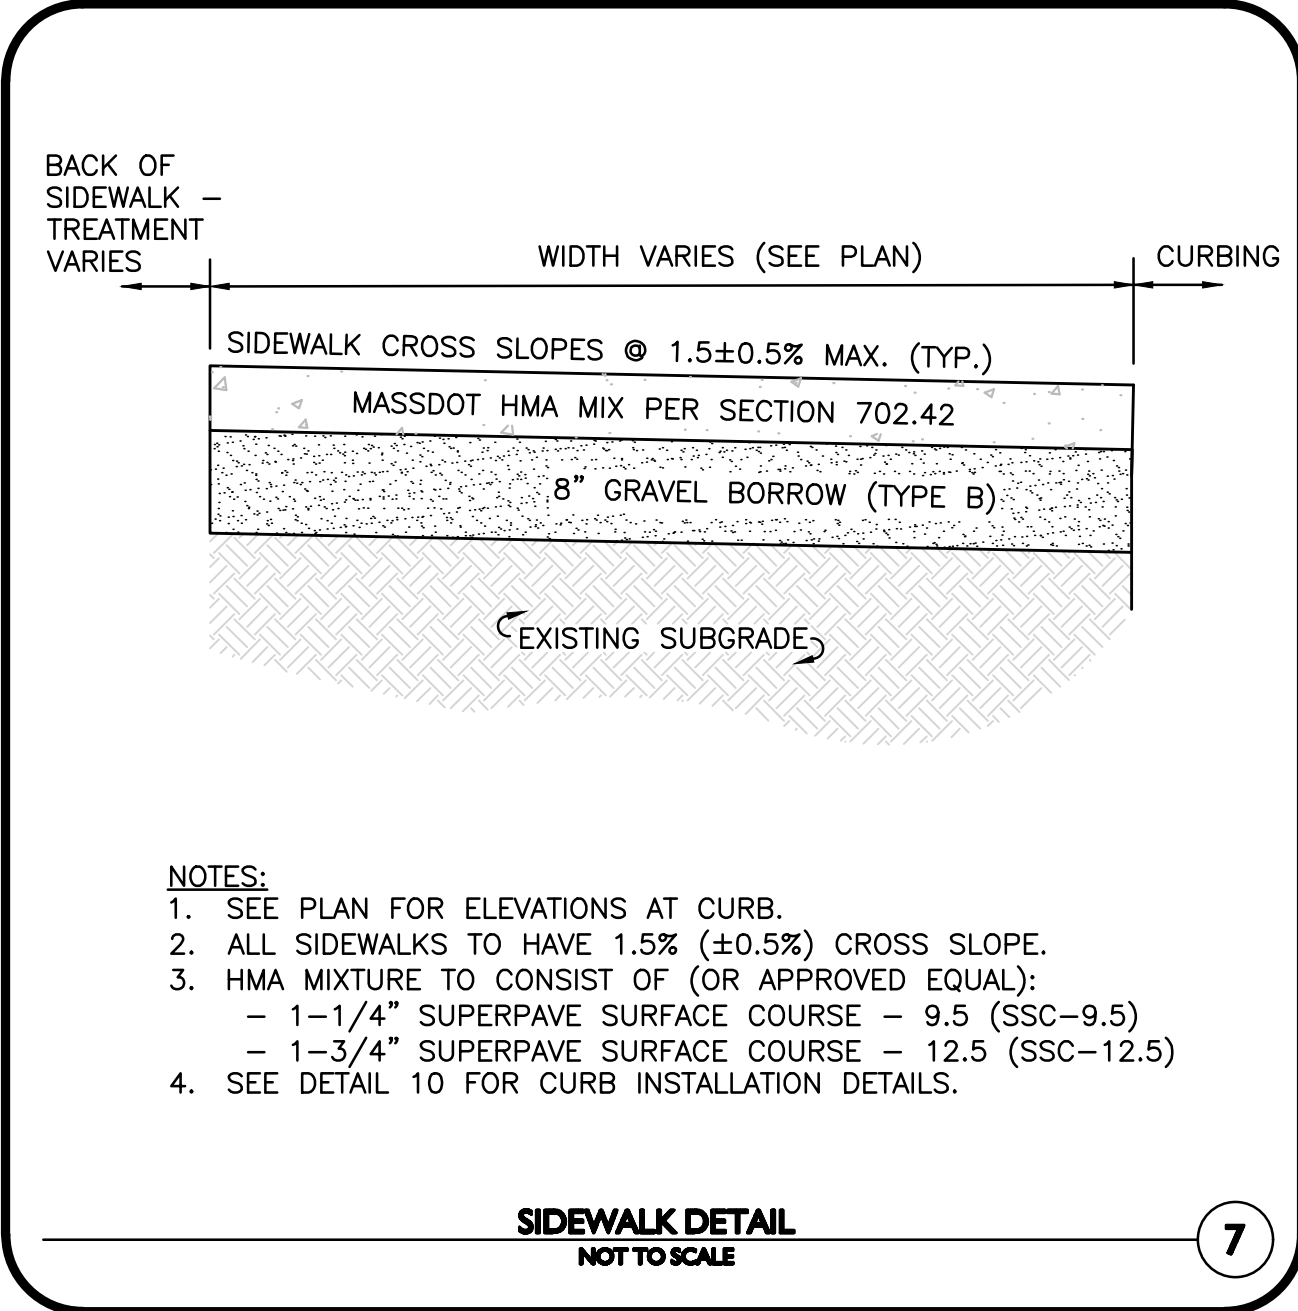 BACK OF
SIDEWALK –
TREATMENT
VARIES
WIDTH VARIES (SEE PLAN)
CURBING
SIDEWALK CROSS SLOPES @ 1.5±0.5% MAX. (TYP.)
MASSDOT HMA MIX PER SECTION 702.42
8" GRAVEL BORROW (TYPE B)
EXISTING SUBGRADE
NOTES:
1. SEE PLAN FOR ELEVATIONS AT CURB.
2. ALL SIDEWALKS TO HAVE 1.5% (±0.5%) CROSS SLOPE.
3. HMA MIXTURE TO CONSIST OF (OR APPROVED EQUAL):
– 1–1/4" SUPERPAVE SURFACE COURSE – 9.5 (SSC–9.5)
– 1–3/4" SUPERPAVE SURFACE COURSE – 12.5 (SSC–12.5)
4. SEE DETAIL 10 FOR CURB INSTALLATION DETAILS.
SIDEWALK DETAIL
NOT TO SCALE
7